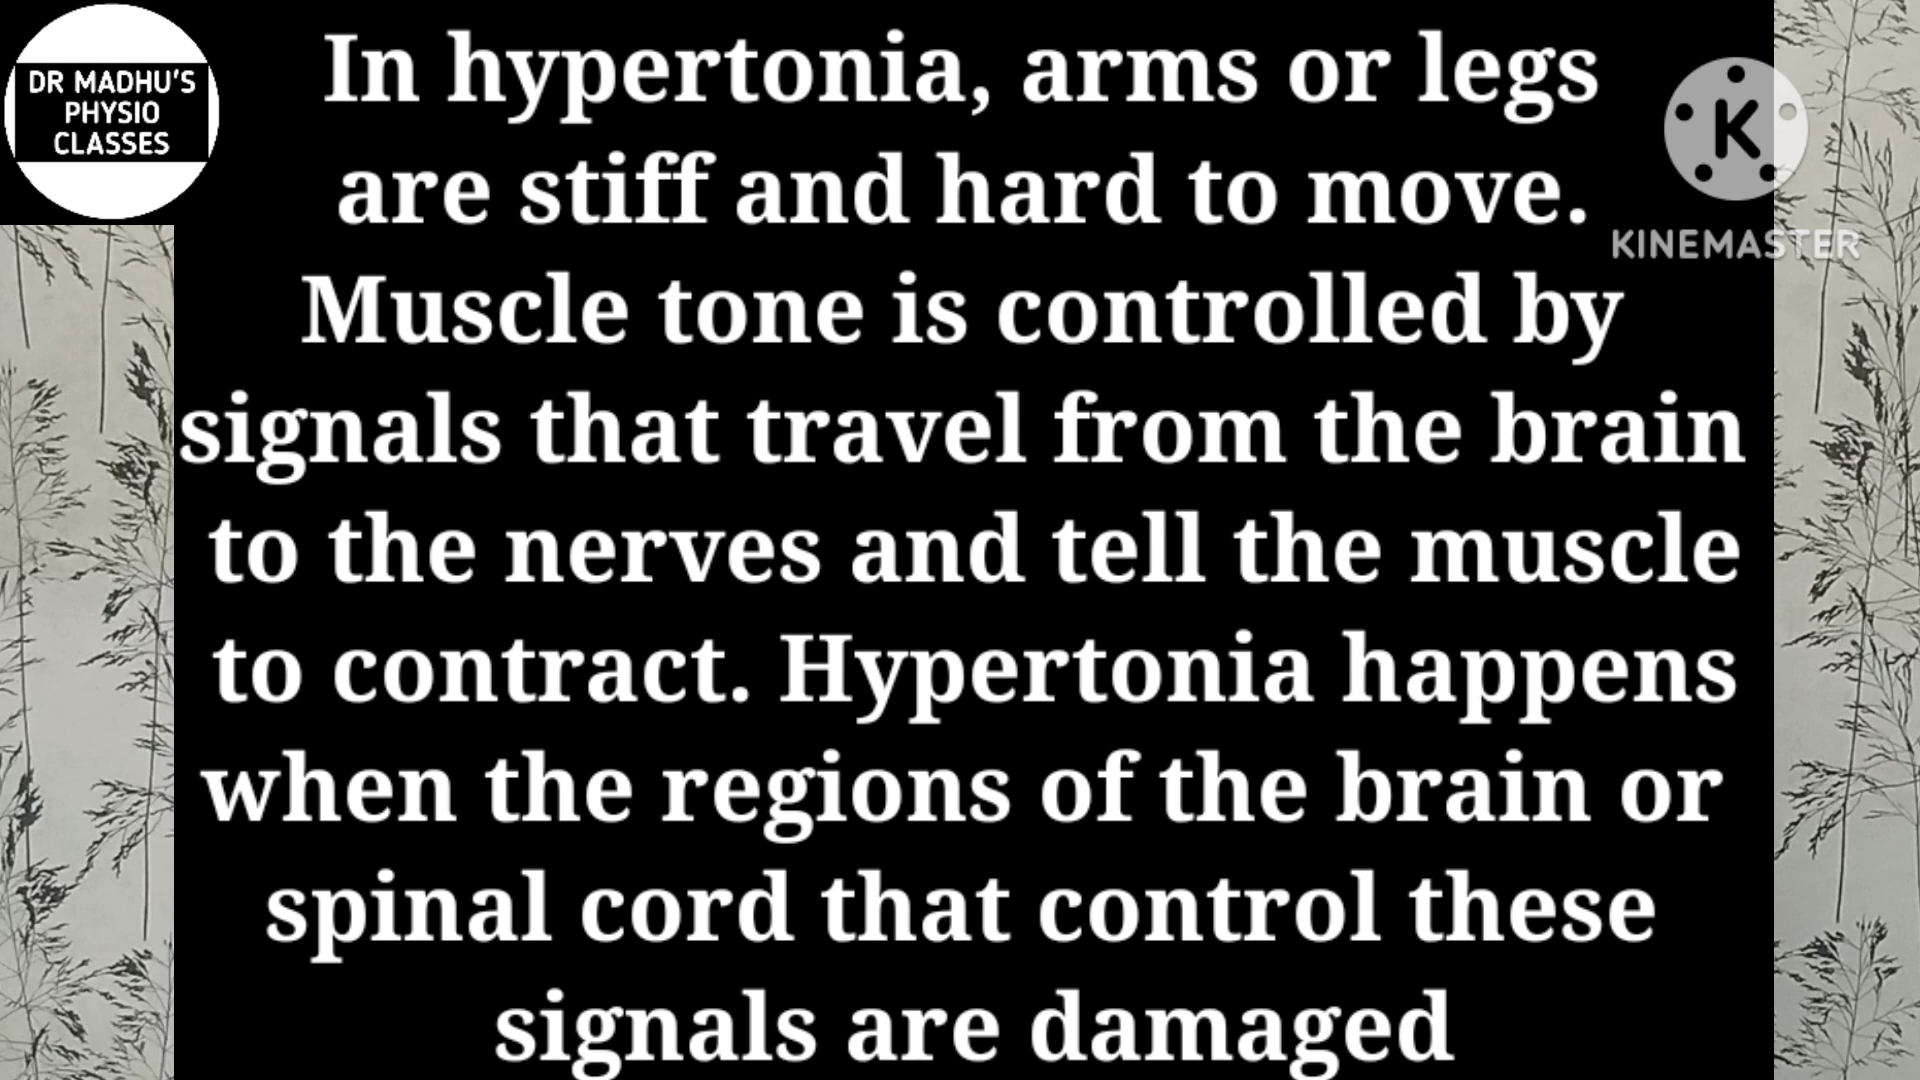 DR MADHU'S
PHYSIO
CLASSES
In hypertonia, arms or legs
are stiff and hard to move.
Muscle tone is controlled by
signals that travel from the brain
to the nerves and tell the muscle
to contract. Hypertonia happens
when the regions of the brain or
spinal cord that control these
signals are damaged
K
KINEMASTER